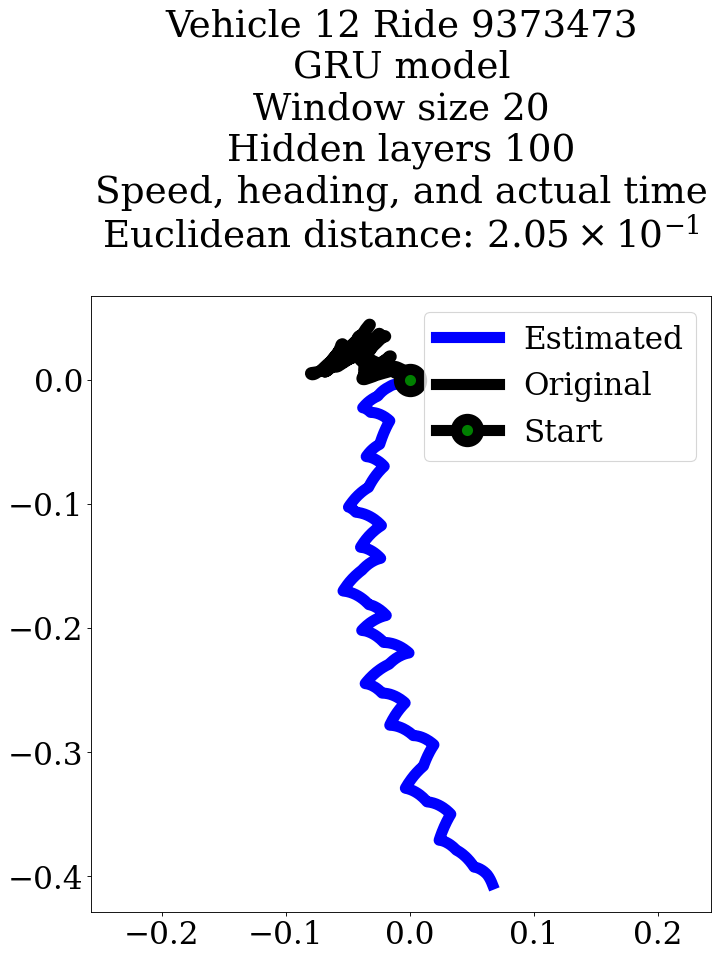 Vehicle 12 Ride 9373473
GRU model
Window size 20
Hidden layers 100
Speed, heading, and actual time
Euclidean distance: 2.05 × 10⁻¹
Estimated
Original
Start
0.0
−0.1
−0.2
−0.3
−0.4
−0.2 −0.1 0.0 0.1 0.2